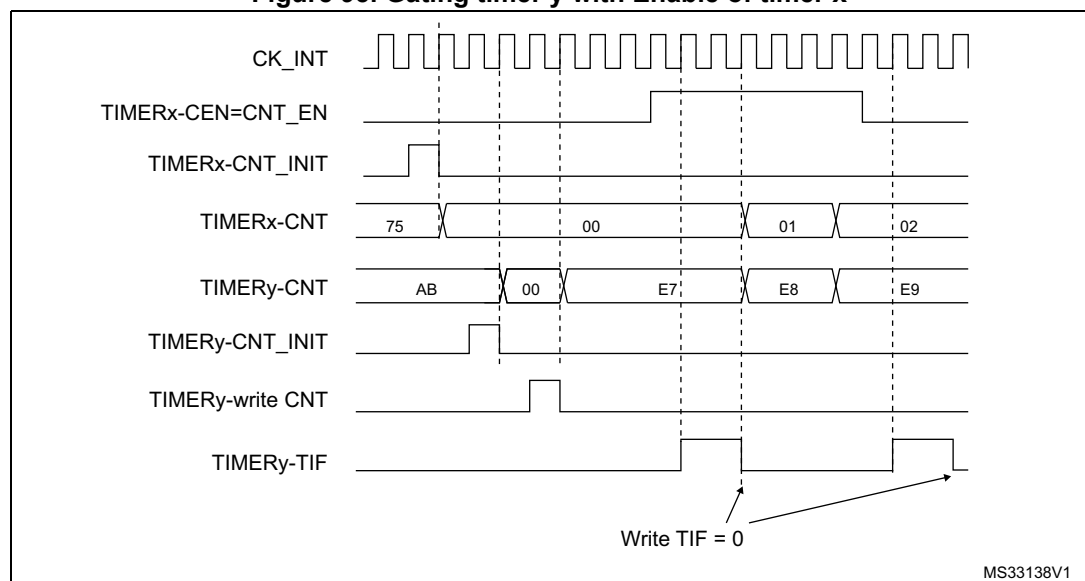 Figure Gating timer y with Enable of timer x
CK_INT
TIMERx-CEN=CNT_EN
TIMERx-CNT_INIT
TIMERx-CNT 75 00 01 02
TIMERy-CNT AB 00 E7 E8 E9
TIMERy-CNT_INIT
TIMERy-write CNT
TIMERy-TIF
Write TIF = 0
MS33138V1